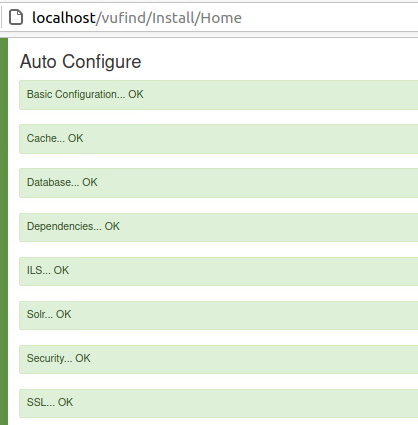 localhost/vufind/Install/Home
Auto Configure
Basic Configuration... OK
Cache... OK
Database... OK
Dependencies... OK
ILS... OK
Solr... OK
Security... OK
SSL... OK